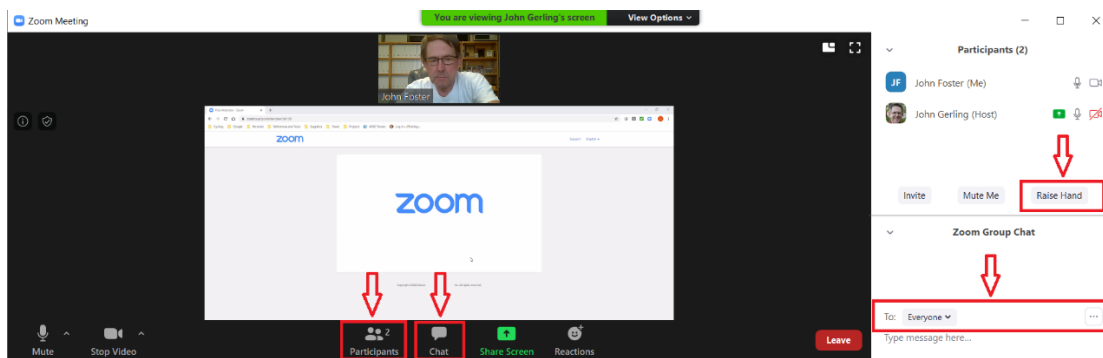 Zoom Meeting
You are viewing John Gerling's screen
View Options
John Foster
zoom
Support English
zoom
Participants (2)
JF John Foster (Me)
John Gerling (Host)
Invite Mute Me Raise Hand
Zoom Group Chat
To: Everyone
Type message here...
Mute
Stop Video
2
Participants
Chat
Share Screen
Reactions
Leave